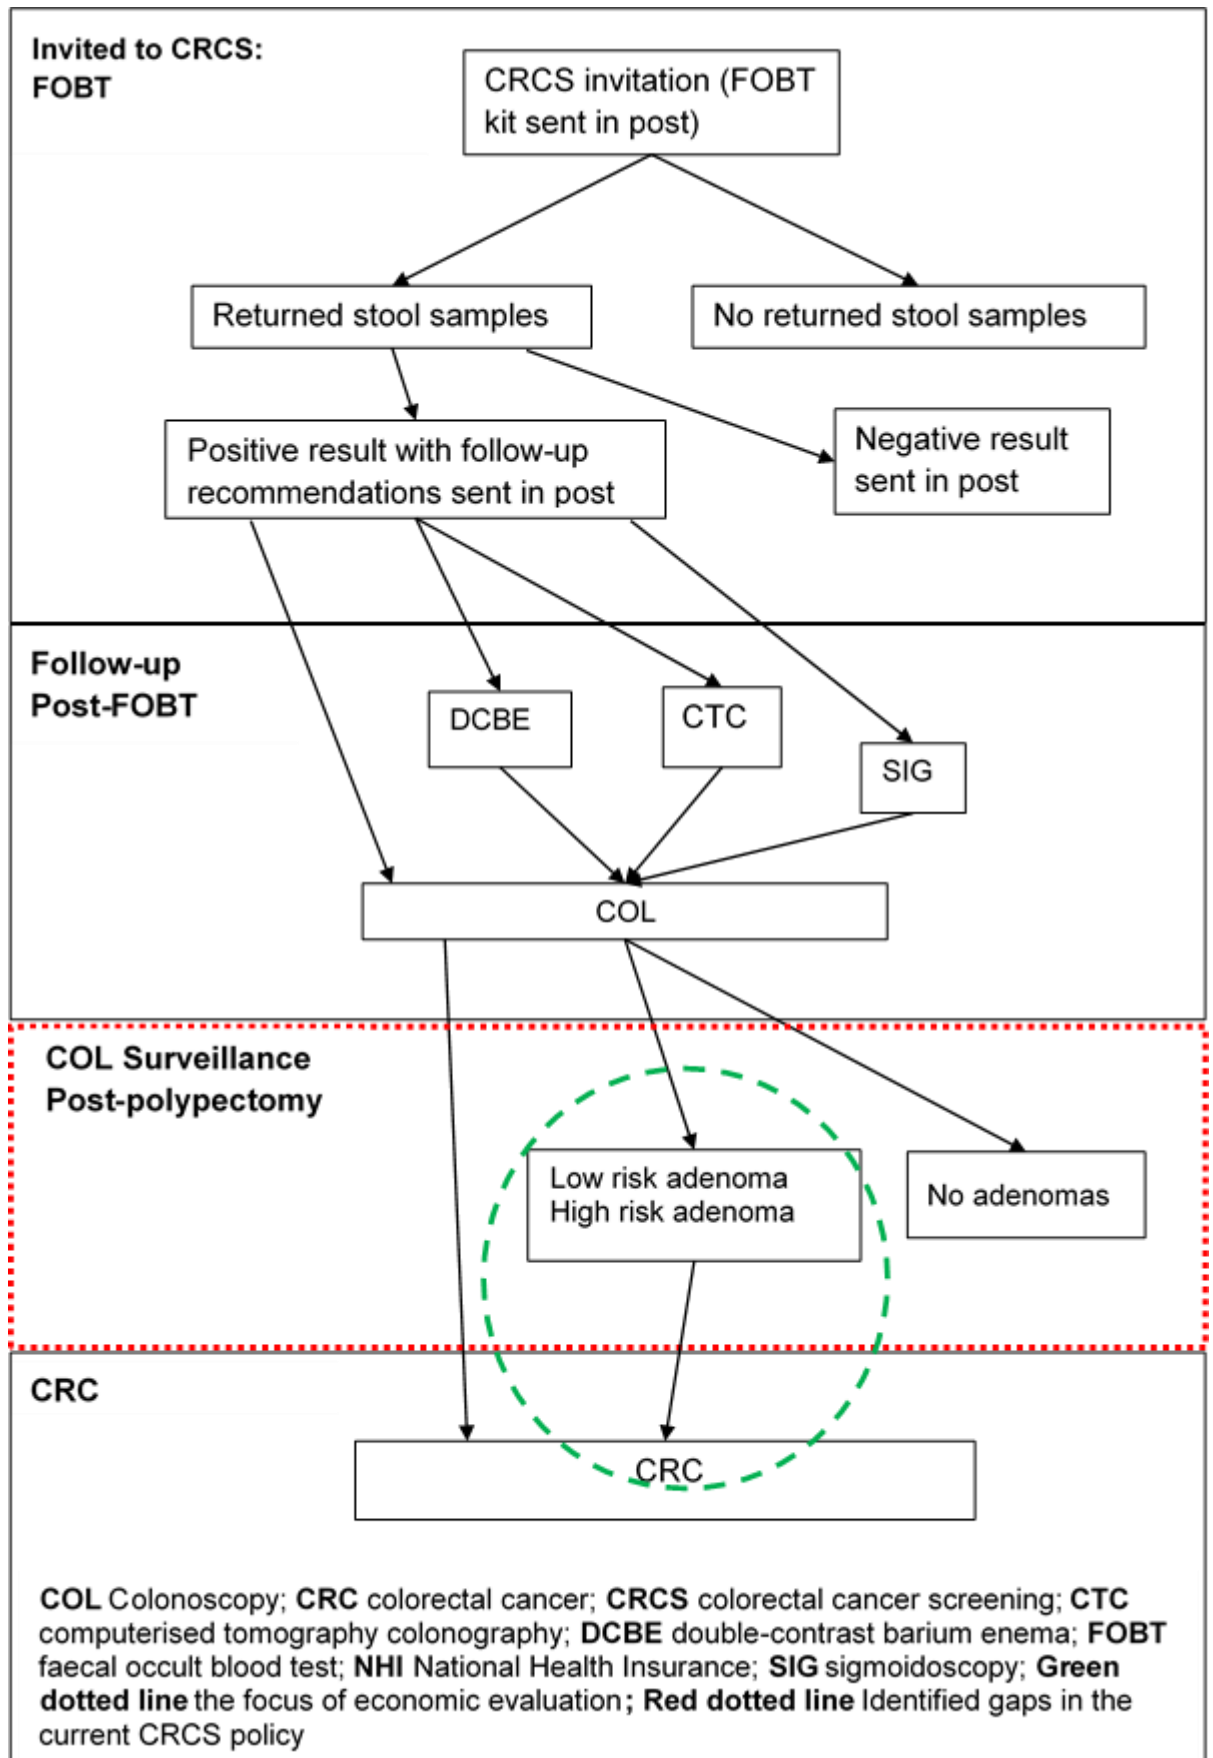 Invited to CRCS:
FOBT
CRCS invitation (FOBT
kit sent in post)
Returned stool samples
No returned stool samples
Positive result with follow-up
recommendations sent in post
Negative result
sent in post
Follow-up
Post-FOBT
DCBE
CTC
SIG
COL
COL Surveillance
Post-polypectomy
Low risk adenoma
High risk adenoma
No adenomas
CRC
CRC
COL Colonoscopy; CRC colorectal cancer; CRCS colorectal cancer screening; CTC
computerised tomography colonography; DCBE double-contrast barium enema; FOBT
faecal occult blood test; NHI National Health Insurance; SIG sigmoidoscopy; Green
dotted line the focus of economic evaluation; Red dotted line Identified gaps in the
current CRCS policy